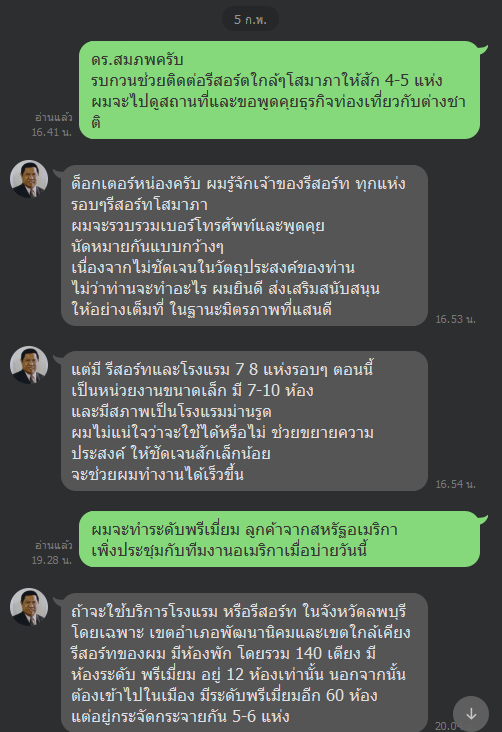 5 ก.พ.
ดร.สมภพครับ
รบกวนช่วยติดต่อรีสอร์ตใกล้ๆโสมาภาให้สัก 4-5 แห่ง
ผมจะไปดูสถานที่และขอพูดคุยธุรกิจท่องเที่ยวกับต่างชา
ติ
อ่านแล้ว
16.41 น.
ด็อกเตอร์หน่องครับ ผมรู้จักเจ้าของรีสอร์ท ทุกแห่ง
รอบๆรีสอร์ทโสมาภา
ผมจะรวบรวมเบอร์โทรศัพท์และพูดคุย
นัดหมายกันแบบกว้างๆ
เนื่องจากไม่ชัดเจนในวัตถุประสงค์ของท่าน
ไม่ว่าท่านจะทำอะไร ผมยินดี ส่งเสริมสนับสนุน
ให้อย่างเต็มที่ ในฐานะมิตรภาพที่แสนดี
16.53 น.
แต่มี รีสอร์ทและโรงแรม 7 8 แห่งรอบๆ ตอนนี้
เป็นหน่วยงานขนาดเล็ก มี 7-10 ห้อง
และมีสภาพเป็นโรงแรมม่านรูด
ผมไม่แน่ใจว่าจะใช้ได้หรือไม่ ช่วยขยายความ
ประสงค์ ให้ชัดเจนสักเล็กน้อย
จะช่วยผมทำงานได้เร็วขึ้น
16.54 น.
ผมจะทำระดับพรีเมี่ยม ลูกค้าจากสหรัฐอเมริกา
เพิ่งประชุมกับทีมงานอเมริกาเมื่อบ่ายวันนี้
อ่านแล้ว
19.28 น.
ถ้าจะใช้บริการโรงแรม หรือรีสอร์ท ในจังหวัดลพบุรี
โดยเฉพาะ เขตอำเภอพัฒนานิคมและเขตใกล้เคียง
รีสอร์ทของผม มีห้องพัก โดยรวม 140 เตียง มี
ห้องระดับ พรีเมี่ยม อยู่ 12 ห้องเท่านั้น นอกจากนั้น
ต้องเข้าไปในเมือง มีระดับพรีเมี่ยมอีก 60 ห้อง
แต่อยู่กระจัดกระจายกัน 5-6 แห่ง